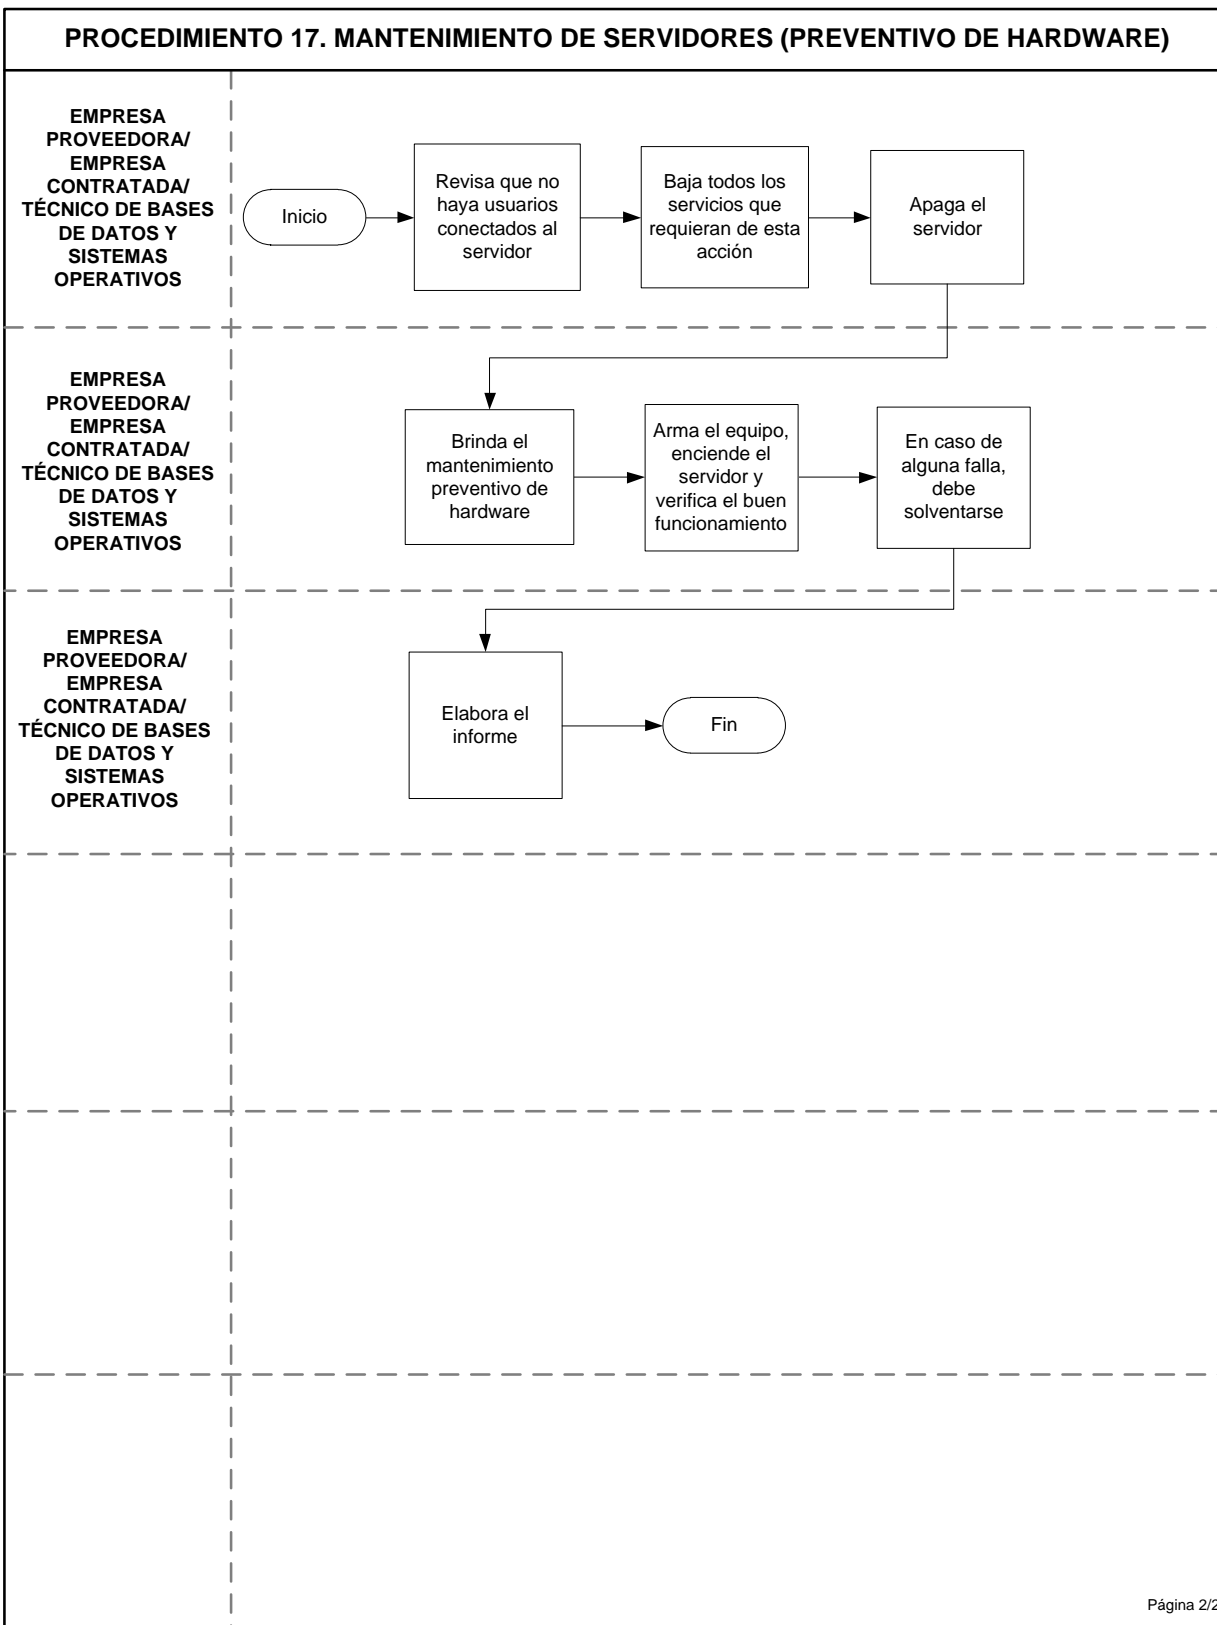 PROCEDIMIENTO 17. MANTENIMIENTO DE SERVIDORES (PREVENTIVO DE HARDWARE)
EMPRESA
PROVEEDORA/
EMPRESA
CONTRATADA/
TÉCNICO DE BASES
DE DATOS Y
SISTEMAS
OPERATIVOS
Inicio
Revisa que no
haya usuarios
conectados al
servidor
Baja todos los
servicios que
requieran de esta
acción
Apaga el
servidor
EMPRESA
PROVEEDORA/
EMPRESA
CONTRATADA/
TÉCNICO DE BASES
DE DATOS Y
SISTEMAS
OPERATIVOS
Brinda el
mantenimiento
preventivo de
hardware
Arma el equipo,
enciende el
servidor y
verifica el buen
funcionamiento
En caso de
alguna falla,
debe
solventarse
EMPRESA
PROVEEDORA/
EMPRESA
CONTRATADA/
TÉCNICO DE BASES
DE DATOS Y
SISTEMAS
OPERATIVOS
Elabora el
informe
Fin
Página 2/2